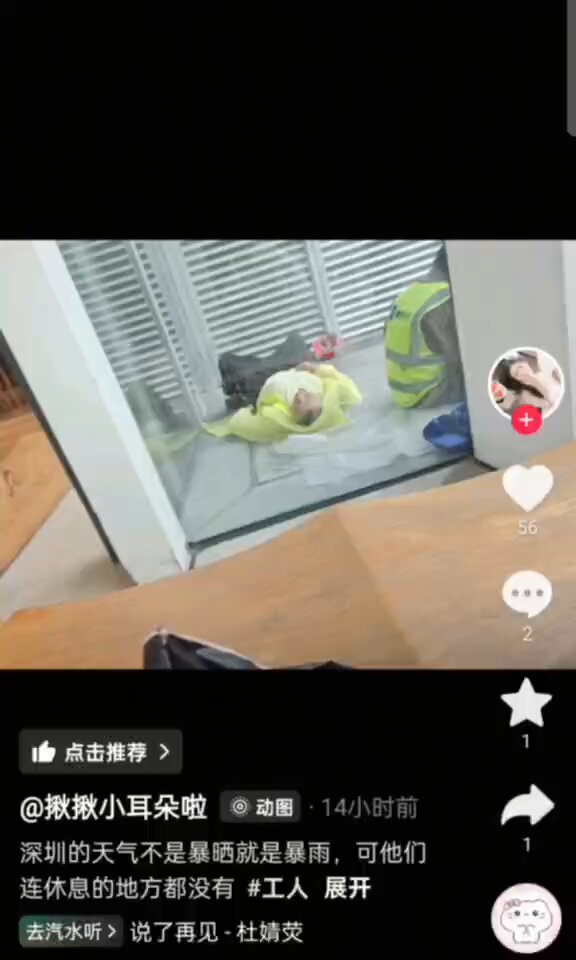 56
2
1
1
点击推荐
@揪揪小耳朵啦 动图 · 14小时前
深圳的天气不是暴晒就是暴雨，可他们
连休息的地方都没有 #工人 展开
去汽水听 说了再见 - 杜婧荧